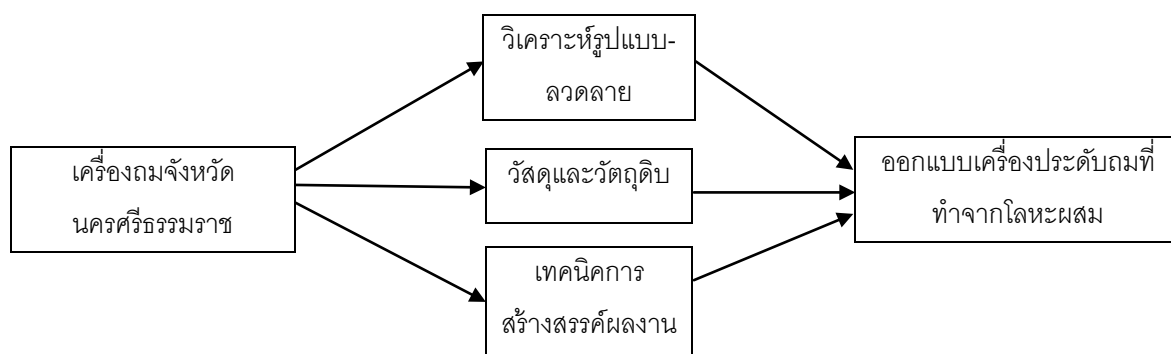 วิเคราะห์รูปแบบ-
ลวดลาย
เครื่องถมจังหวัด
นครศรีธรรมราช
วัสดุและวัตถุดิบ
ออกแบบเครื่องประดับถมที่
ทำจากโลหะผสม
เทคนิคการ
สร้างสรรค์ผลงาน